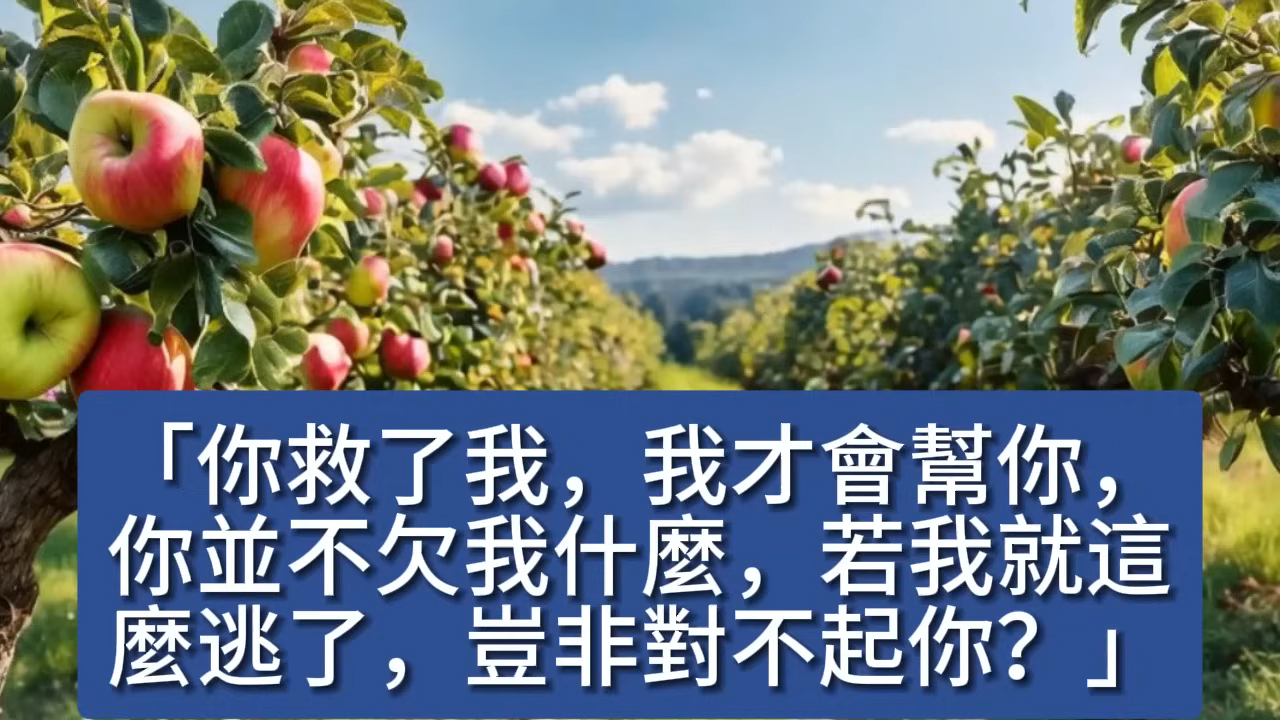 「你救了我，我才會幫你，
你並不欠我什麼，若我就這
麼逃了，豈非對不起你？」